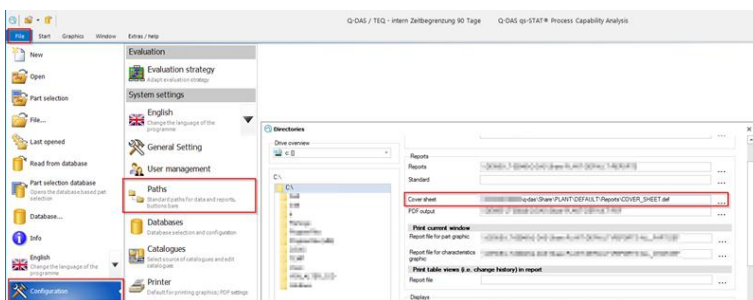 Q-DAS / TEQ - intern Zeitbegrenzung 90 Tage Q-DAS qs-STAT® Process Capability Analysis
File Start Graphics Window Extras / help
New
Open
Part selection
File...
Last opened
Read from database
Part selection database
Opens the database based part selection
Database...
Info
English
Change the language of the programme
Configuration
Evaluation
Evaluation strategy
Adapt evaluation strategy
System settings
English
Change the language of the programme
General Setting
User management
Paths
Standard paths for data and reports, buttons bars
Databases
Database selection and configuration
Catalogues
Select source of catalogues and edit catalogues
Printer
Default for printing graphics; PDF settings
Directories
Drive overview
c: []
C:\
C:\
Reports
Reports
Standard
Cover sheet
qdas\Share\PLANT\DEFAULT\Reports\COVER_SHEET.def
PDF output
Print current window
Report file for part graphic
Report file for characteristics graphic
Print table views (i.e. change history) in report
Report file
Displays